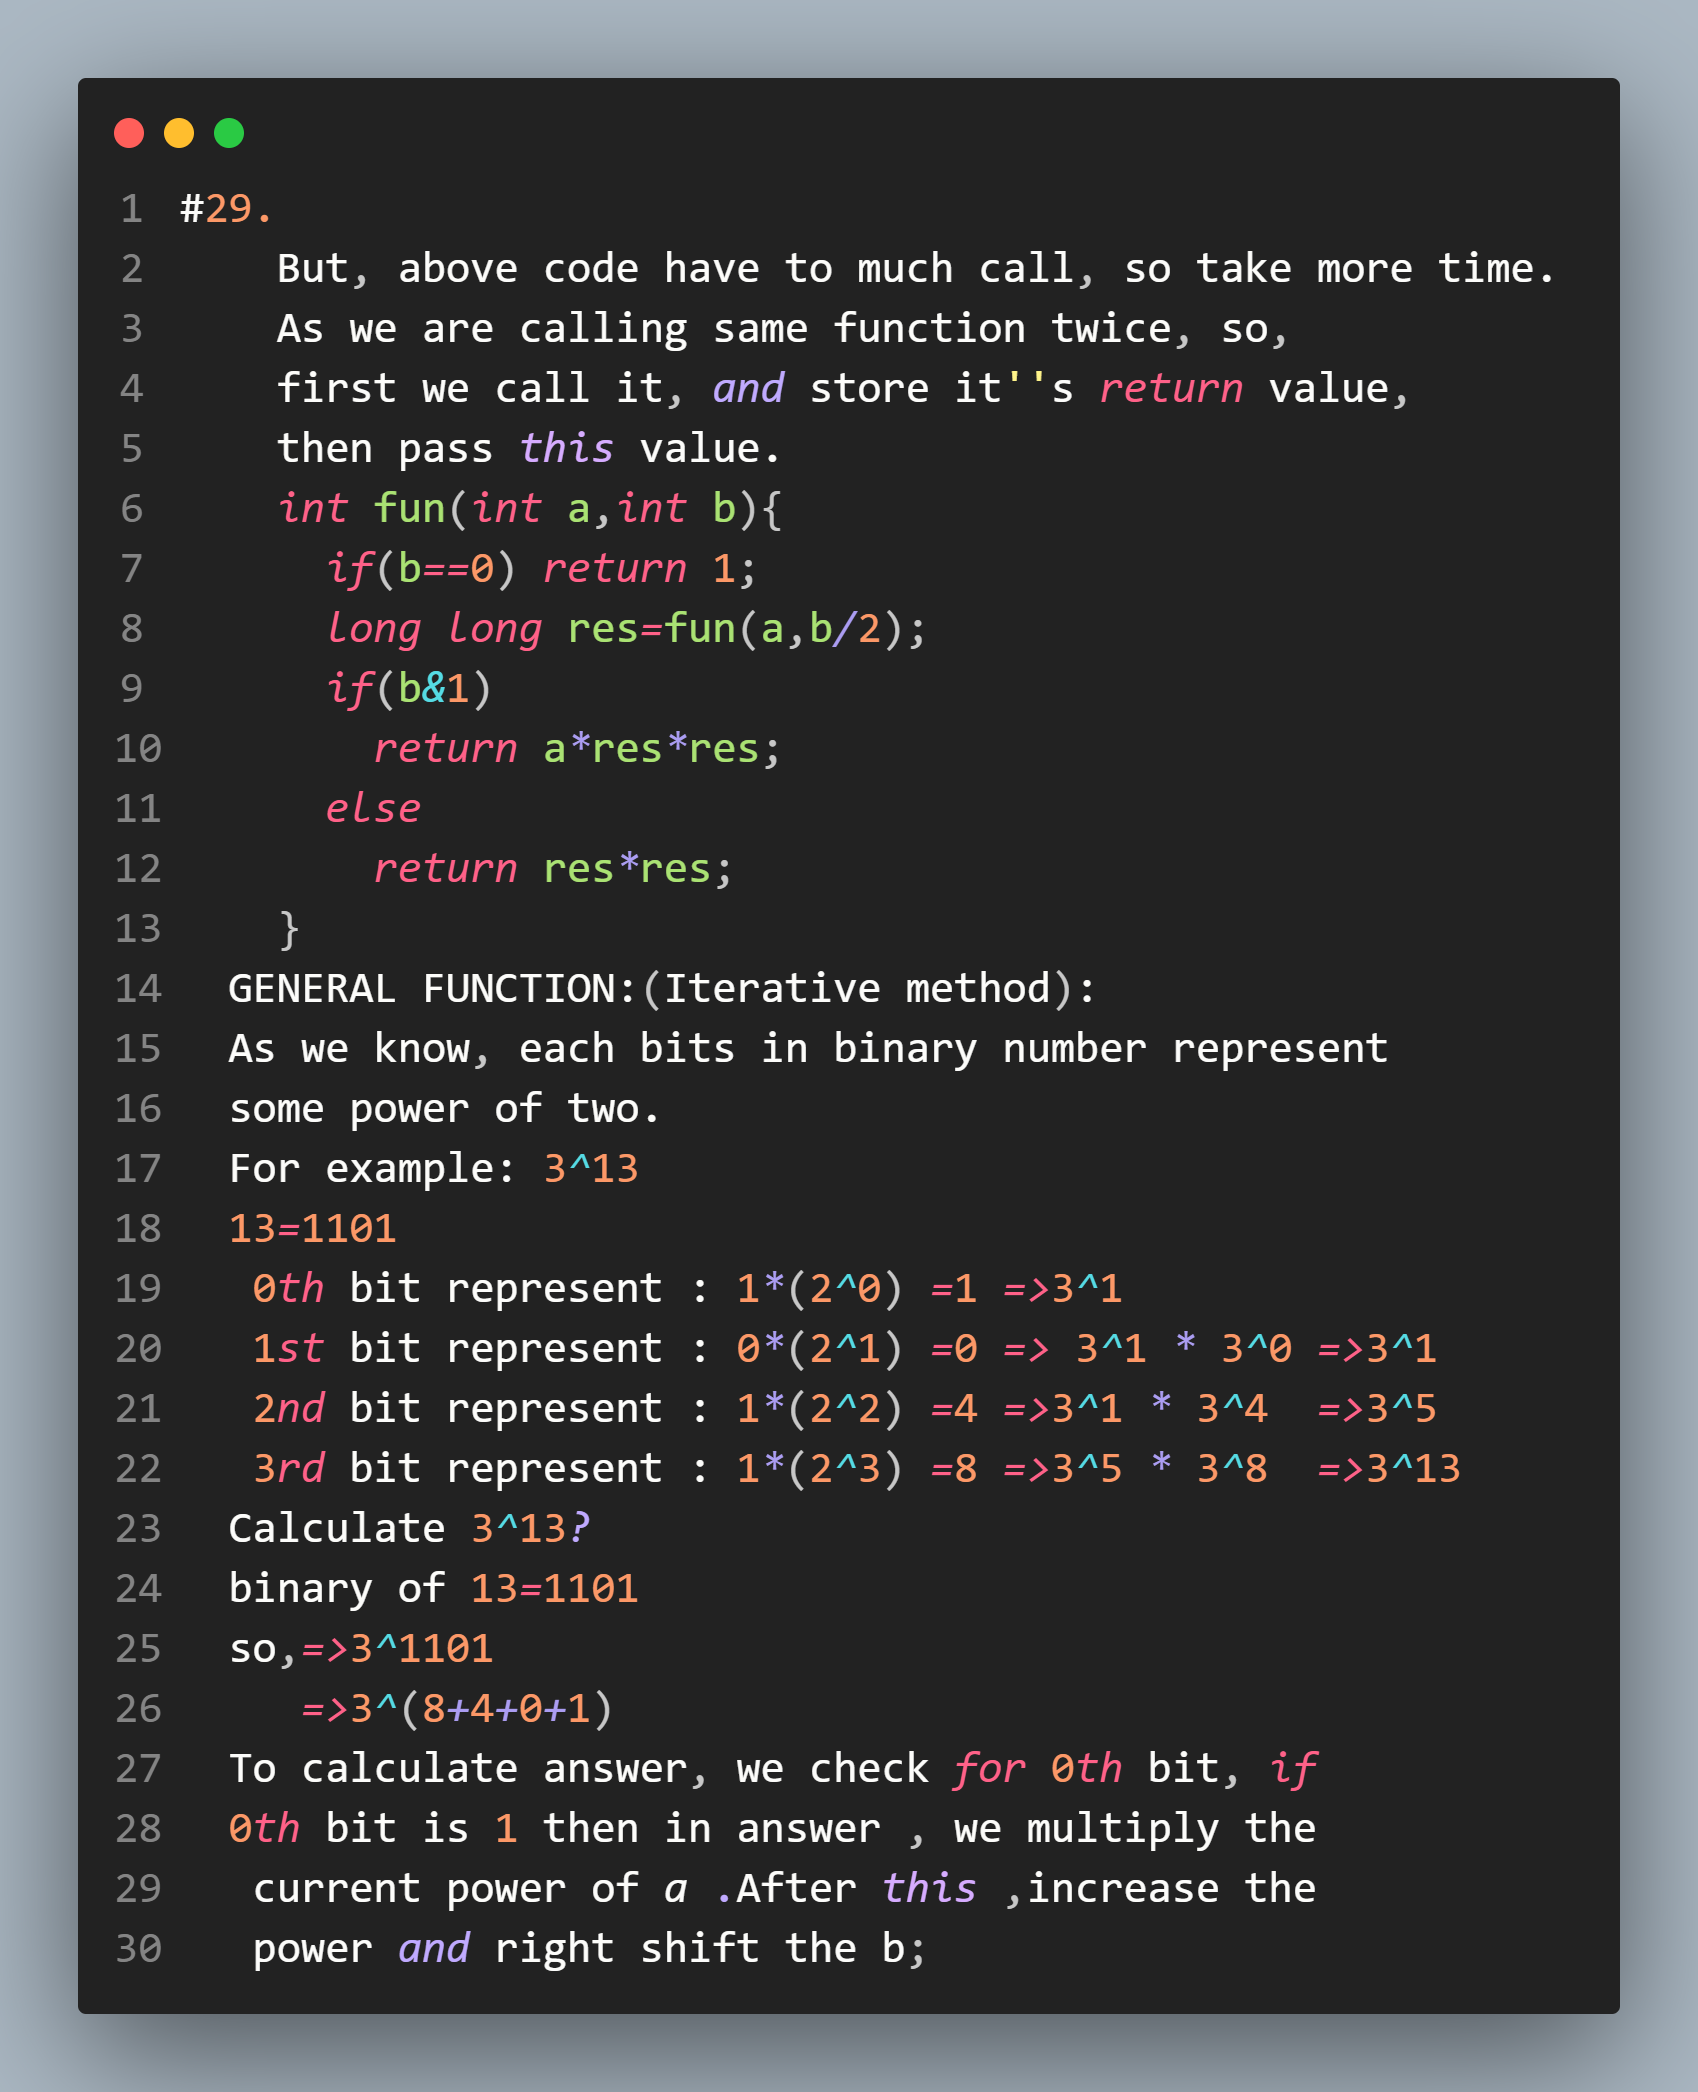 1 #29.
2 But, above code have to much call, so take more time.
3 As we are calling same function twice, so,
4 first we call it, and store it''s return value,
5 then pass this value.
6 int fun(int a,int b){
7 if(b==0) return 1;
8 long long res=fun(a,b/2);
9 if(b&1)
10 return a*res*res;
11 else
12 return res*res;
13 }
14 GENERAL FUNCTION:(Iterative method):
15 As we know, each bits in binary number represent
16 some power of two.
17 For example: 3^13
18 13=1101
19 0th bit represent : 1*(2^0) =1 =>3^1
20 1st bit represent : 0*(2^1) =0 => 3^1 * 3^0 =>3^1
21 2nd bit represent : 1*(2^2) =4 =>3^1 * 3^4  =>3^5
22 3rd bit represent : 1*(2^3) =8 =>3^5 * 3^8  =>3^13
23 Calculate 3^13?
24 binary of 13=1101
25 so,=>3^1101
26 =>3^(8+4+0+1)
27 To calculate answer, we check for 0th bit, if
28 0th bit is 1 then in answer , we multiply the
29 current power of a .After this ,increase the
30 power and right shift the b;